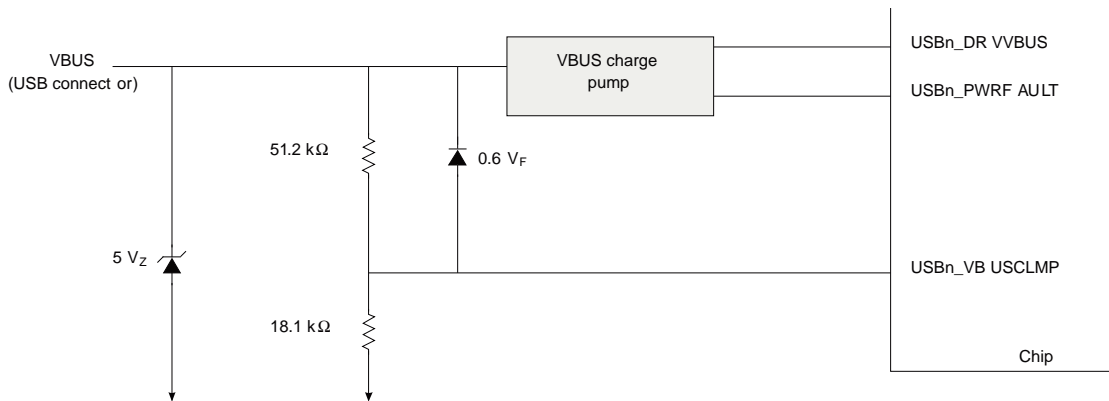 VBUS
(USB connect or)
VBUS charge
pump
USBn_DR VVBUS
USBn_PWRF AULT
51.2 kΩ
0.6 VF
5 VZ
USBn_VB USCLMP
18.1 kΩ
Chip